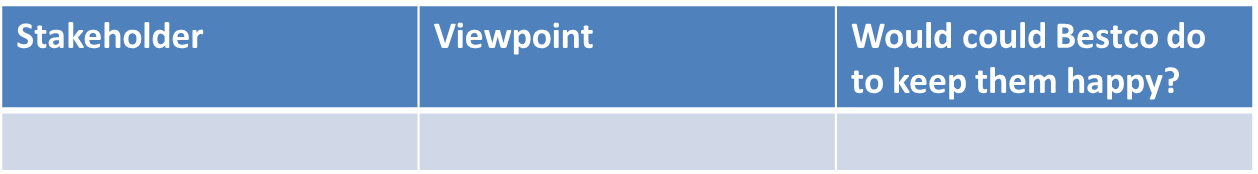 Stakeholder
Viewpoint
Would could Bestco do
to keep them happy?